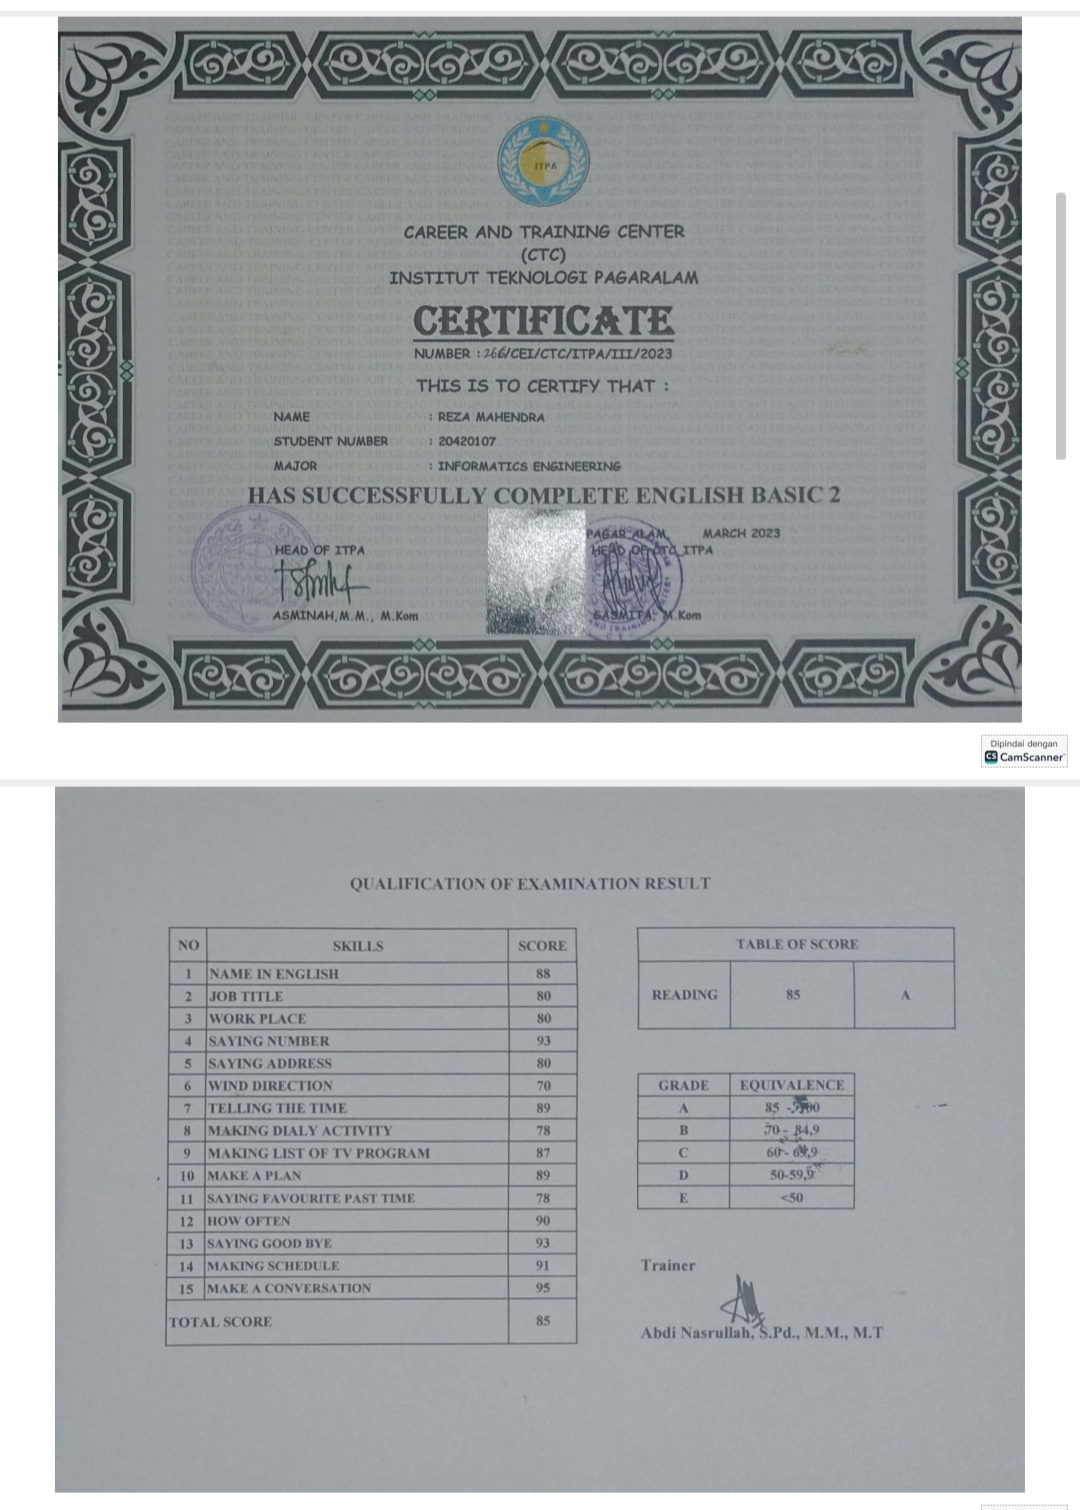 ITPA
CAREER AND TRAINING CENTER
(CTC)
INSTITUT TEKNOLOGI PAGARALAM
CERTIFICATE
NUMBER : 266/CEI/CTC/ITPA/III/2023
THIS IS TO CERTIFY THAT :
NAME : REZA MAHENDRA
STUDENT NUMBER : 20420107
MAJOR : INFORMATICS ENGINEERING
HAS SUCCESSFULLY COMPLETE ENGLISH BASIC 2
PAGAR ALAM, MARCH 2023
HEAD OF ITPA
HEAD OF CTC ITPA
ASMINAH, M.M., M.Kom
SASMITA, M.Kom
Dipindai dengan
CS CamScanner
QUALIFICATION OF EXAMINATION RESULT
NO SKILLS SCORE
1 NAME IN ENGLISH 88
2 JOB TITLE 80
3 WORK PLACE 80
4 SAYING NUMBER 93
5 SAYING ADDRESS 80
6 WIND DIRECTION 70
7 TELLING THE TIME 89
8 MAKING DIALY ACTIVITY 78
9 MAKING LIST OF TV PROGRAM 87
10 MAKE A PLAN 89
11 SAYING FAVOURITE PAST TIME 78
12 HOW OFTEN 90
13 SAYING GOOD BYE 93
14 MAKING SCHEDULE 91
15 MAKE A CONVERSATION 95
TOTAL SCORE 85
TABLE OF SCORE
READING 85 A
GRADE EQUIVALENCE
A 85 -
B 70 - 84,9
C 60 - 69,9
D 50-59,9
E <50
Trainer
Abdi Nasrullah, S.Pd., M.M., M.T